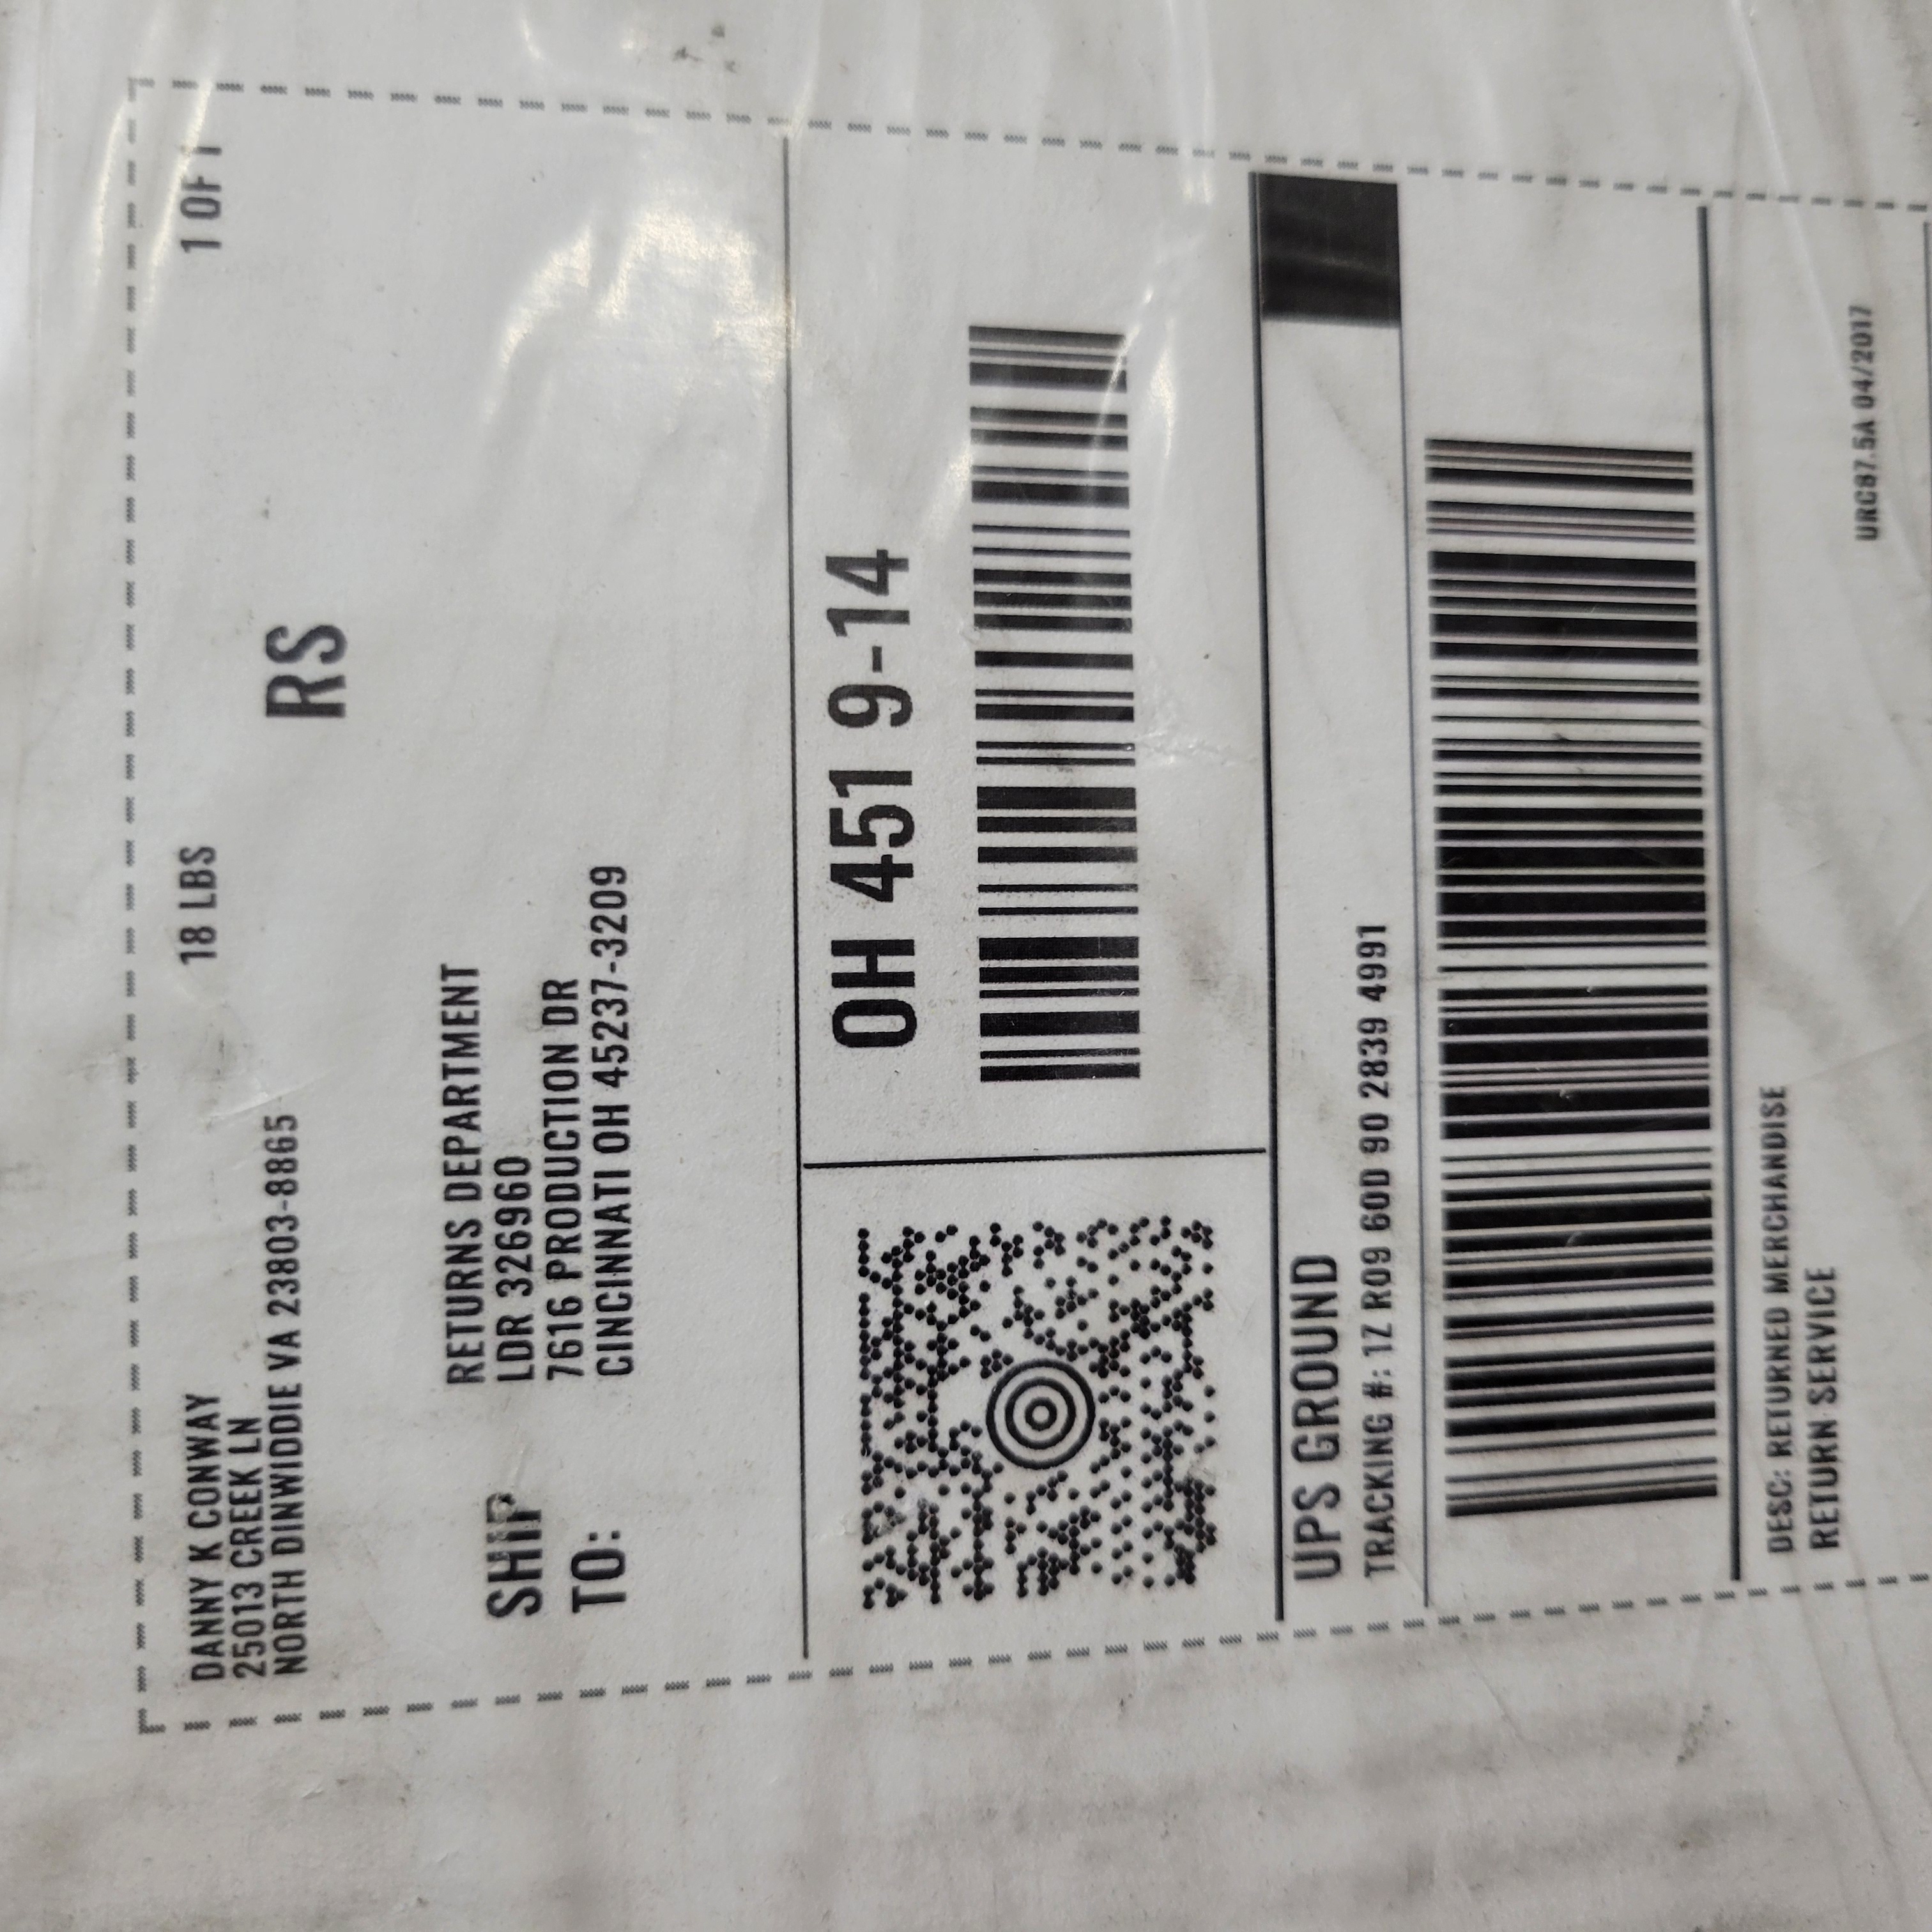 DANNY K CONWAY
25013 CREEK LN
NORTH DINWIDDIE VA 23803-8865
18 LBS
1 OF 1
RS
SHIP
TO:
RETURNS DEPARTMENT
LDR 326960
7616 PRODUCTION DR
CINCINNATI OH 45237-3209
OH 451 9-14
UPS GROUND
TRACKING #: 1Z R09 60D 90 2839 4991
DESC: RETURNED MERCHANDISE
RETURN SERVICE
URC87.5A 04/2017